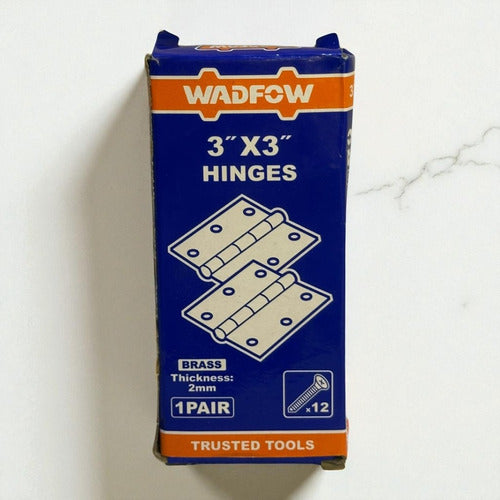 WADFOW
3″X3″
HINGES
BRASS
Thickness:
2mm
1PAIR
x12
TRUSTED TOOLS